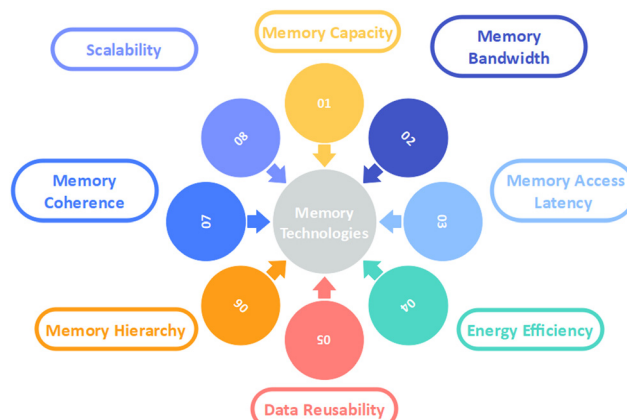 Memory Capacity
Memory
Bandwidth
Scalability
01
02
08
Memory
Coherence
Memory Access
Latency
07
Memory
Technologies
03
06
04
Memory Hierarchy
Energy Efficiency
05
Data Reusability